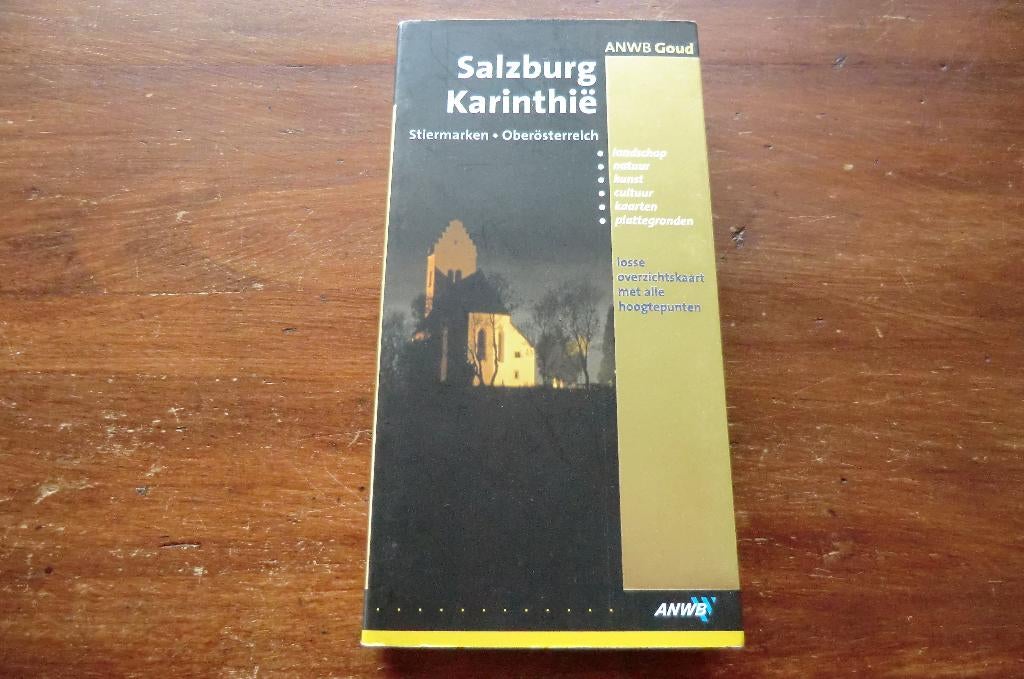 ANWB Goud
Salzburg
Karinthië
Stiermarken • Oberösterreich
• landschap
• natuur
• kunst
• cultuur
• kaarten
• plattegronden
losse
overzichtskaart
met alle
hoogtepunten
ANWB